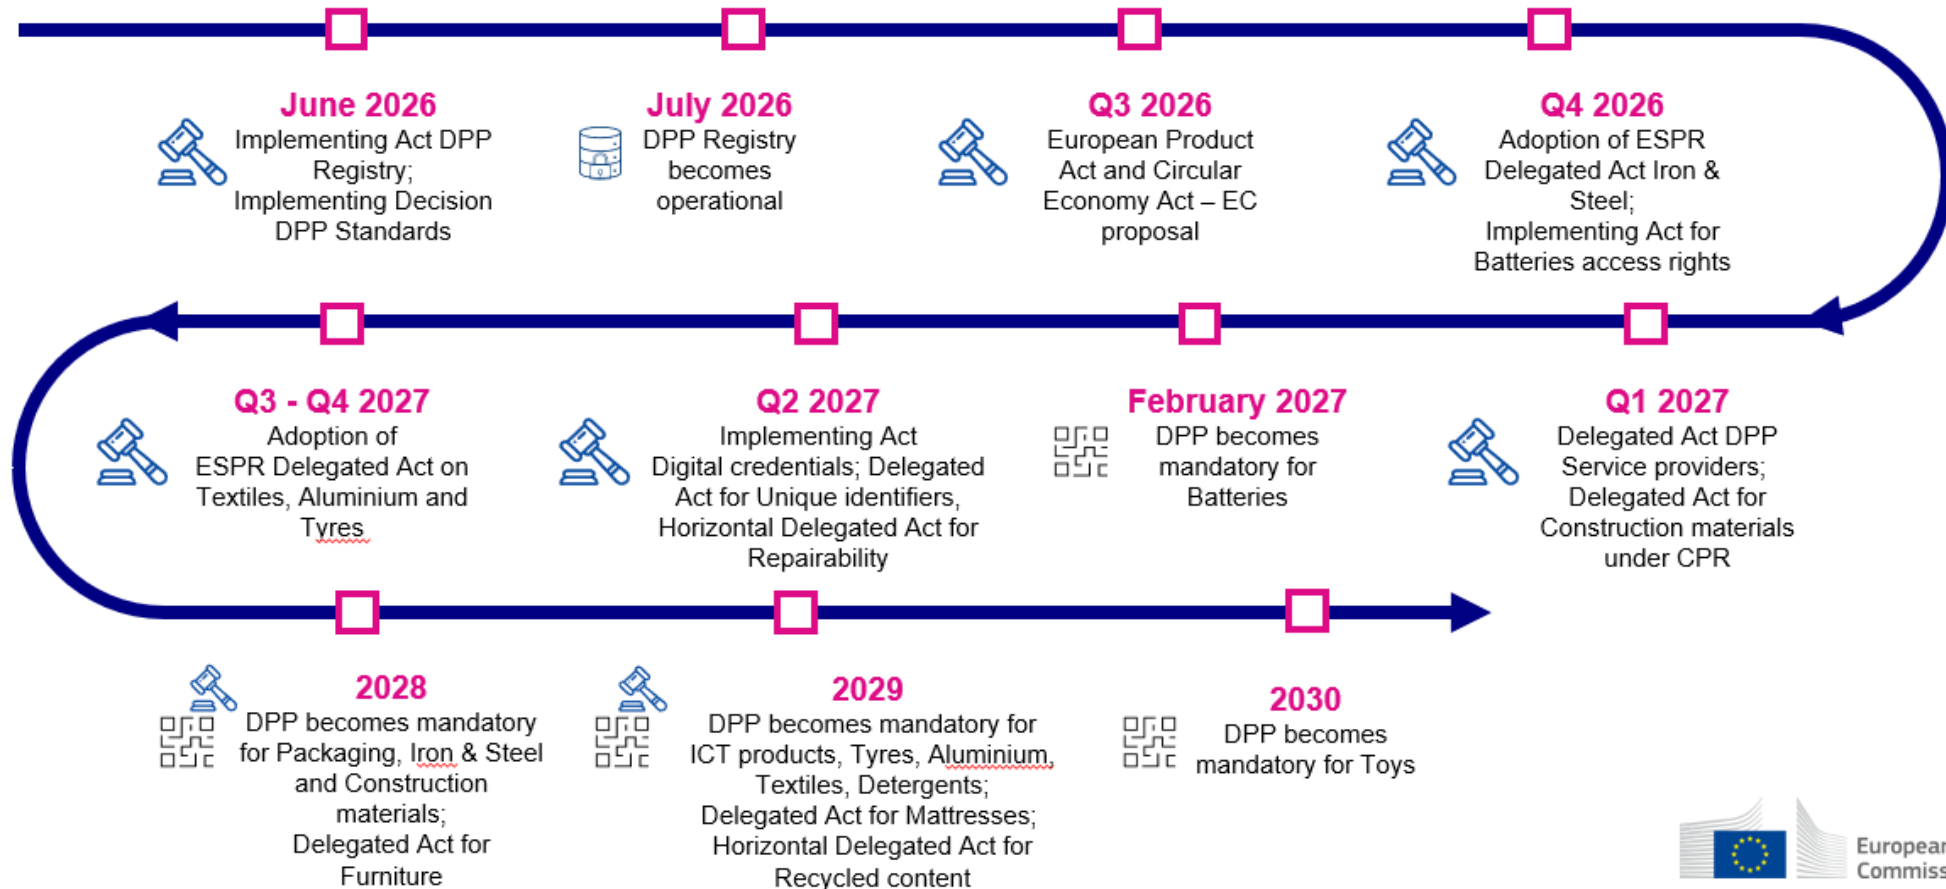 June 2026
Implementing Act DPP
Registry;
Implementing Decision
DPP Standards
July 2026
DPP Registry
becomes
operational
Q3 2026
European Product
Act and Circular
Economy Act – EC
proposal
Q4 2026
Adoption of ESPR
Delegated Act Iron &
Steel;
Implementing Act for
Batteries access rights
Q1 2027
Delegated Act DPP
Service providers;
Delegated Act for
Construction materials
under CPR
February 2027
DPP becomes
mandatory for
Batteries
Q2 2027
Implementing Act
Digital credentials; Delegated
Act for Unique identifiers,
Horizontal Delegated Act for
Repairability
Q3 - Q4 2027
Adoption of
ESPR Delegated Act on
Textiles, Aluminium and
Tyres
2028
DPP becomes mandatory
for Packaging, Iron & Steel
and Construction
materials;
Delegated Act for
Furniture
2029
DPP becomes mandatory for
ICT products, Tyres, Aluminium,
Textiles, Detergents;
Delegated Act for Mattresses;
Horizontal Delegated Act for
Recycled content
2030
DPP becomes
mandatory for Toys
European
Commiss